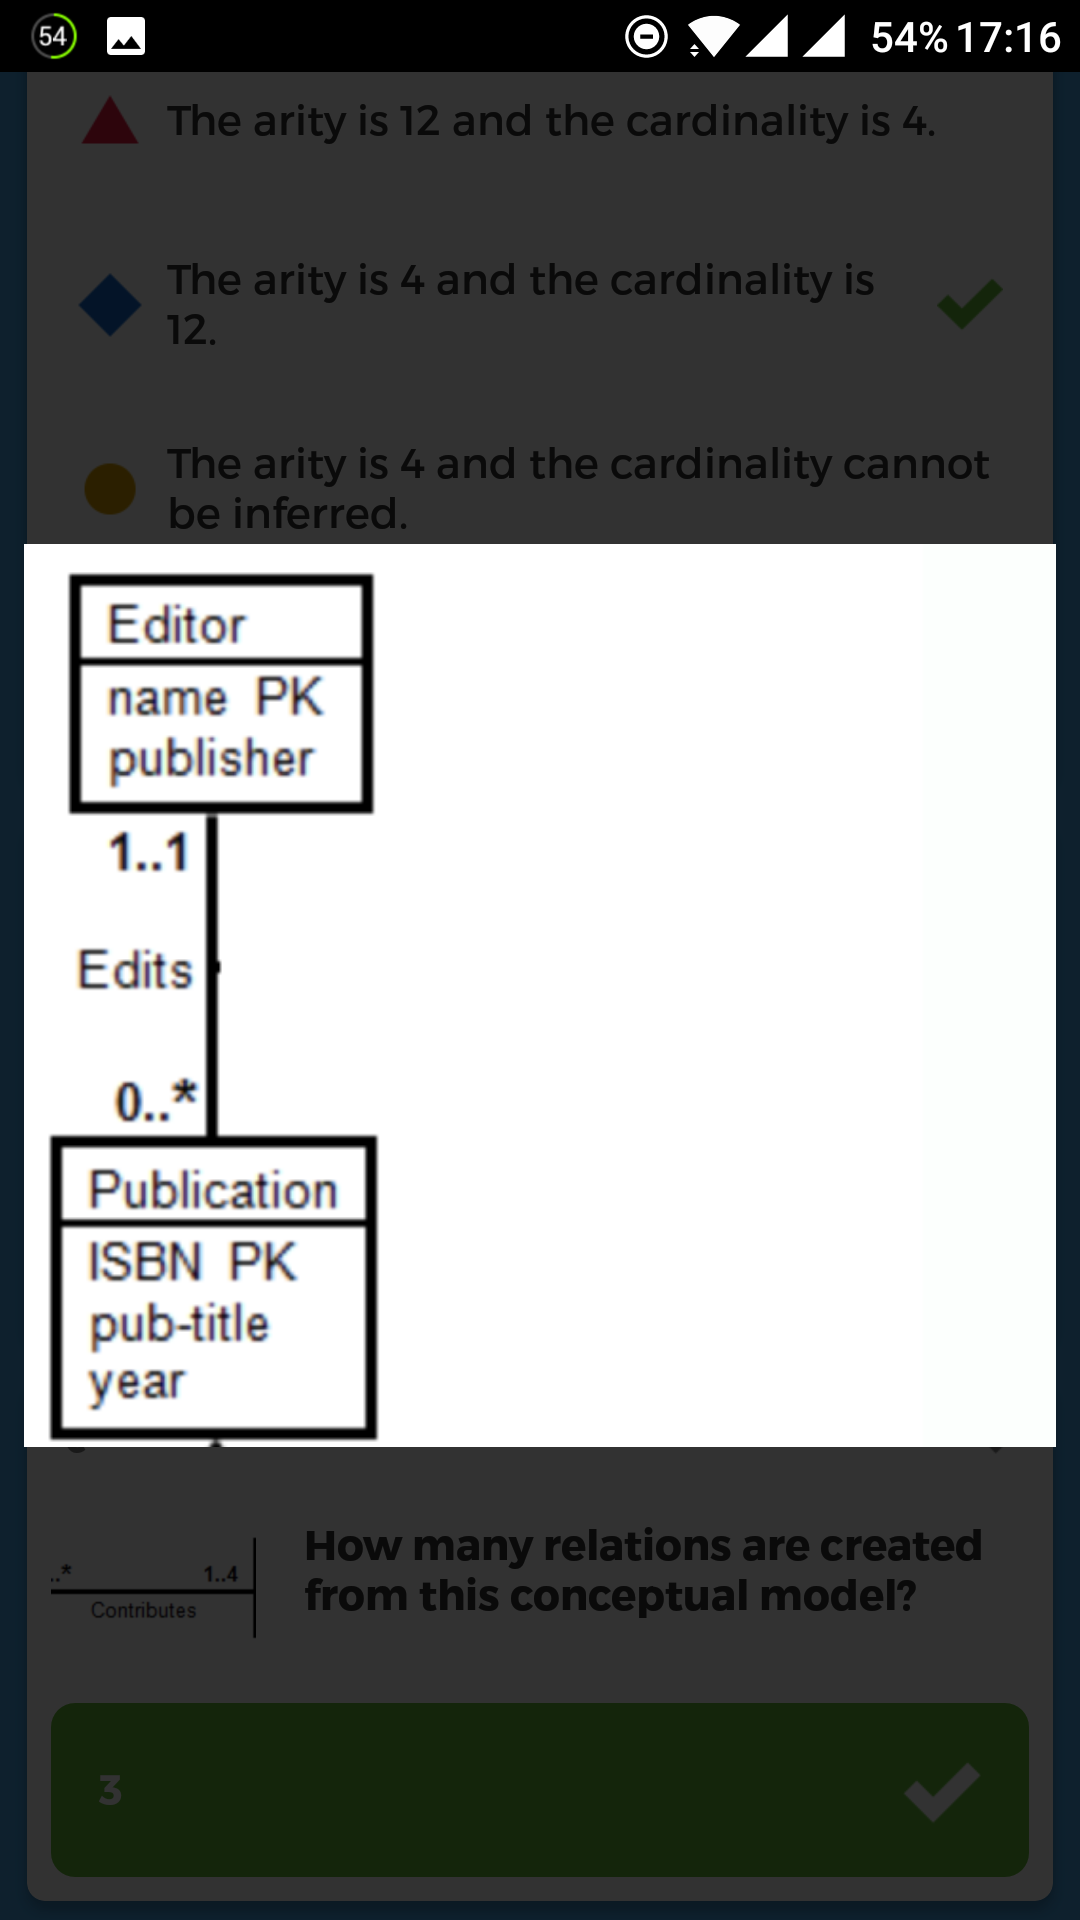 54
54% 17:16
The arity is 12 and the cardinality is 4.
The arity is 4 and the cardinality is
12.
The arity is 4 and the cardinality cannot
be inferred.
Editor
name PK
publisher
1..1
Edits
0..*
Publication
ISBN PK
pub-title
year
..*
1..4
Contributes
How many relations are created
from this conceptual model?
3